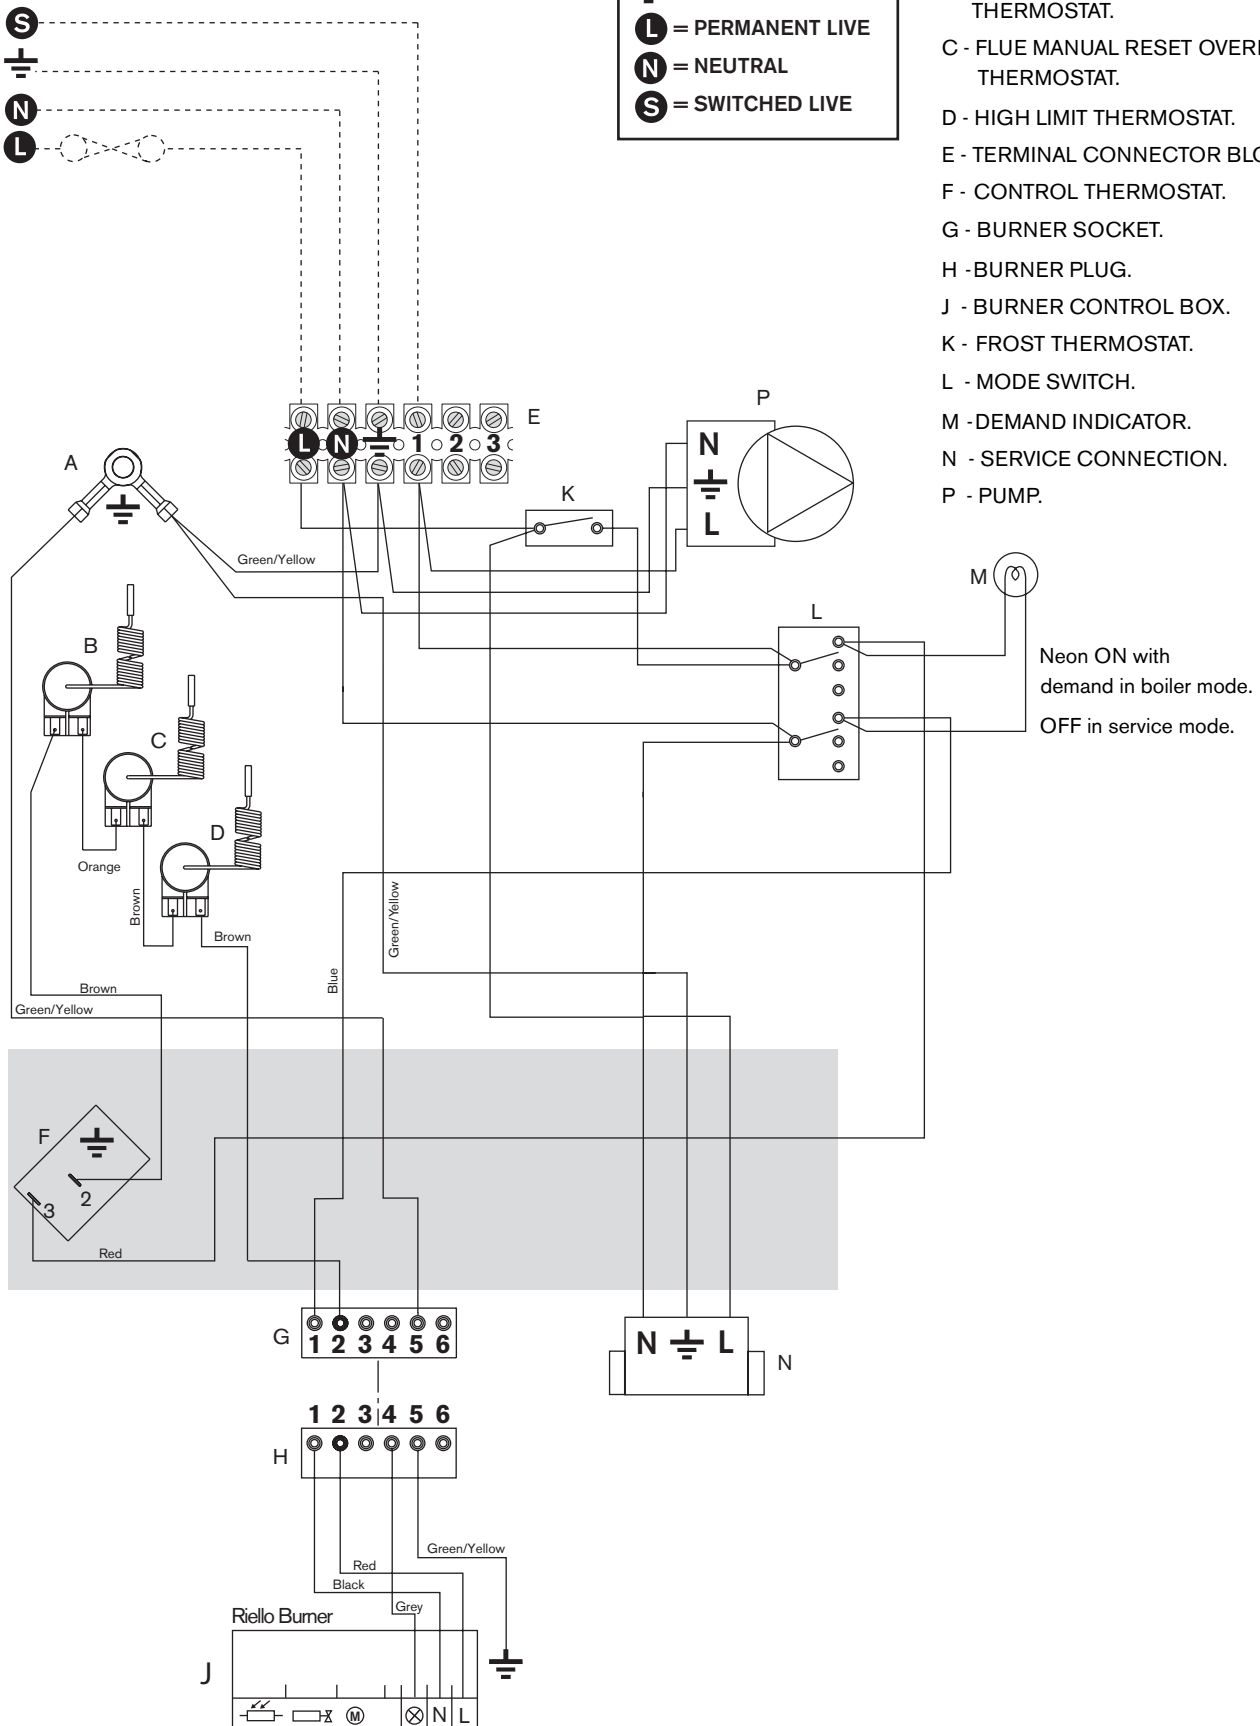 S
THERMOSTAT.
L = PERMANENT LIVE
C - FLUE MANUAL RESET
THERMOSTAT.
N = NEUTRAL
S = SWITCHED LIVE
N
L
D - HIGH LIMIT THERMOSTAT.
E - TERMINAL CONNECTOR
F - CONTROL THERMOSTAT.
G - BURNER SOCKET.
H - BURNER PLUG.
J - BURNER CONTROL BOX.
K - FROST THERMOSTAT.
L - MODE SWITCH.
M - DEMAND INDICATOR.
N - SERVICE CONNECTION.
P - PUMP.
P
E
L N 1 2 3
N
L
A
K
Green/Yellow
M
L
B
Neon ON with
demand in boiler mode.
OFF in service mode.
C
D
Orange
Brown
Brown
Green/Yellow
Blue
Brown
Green/Yellow
F
2
3
Red
G
1 2 3 4 5 6
N L
N
1 2 3 4 5 6
H
Green/Yellow
Red
Black
Grey
Riello Burner
J
M
N
L